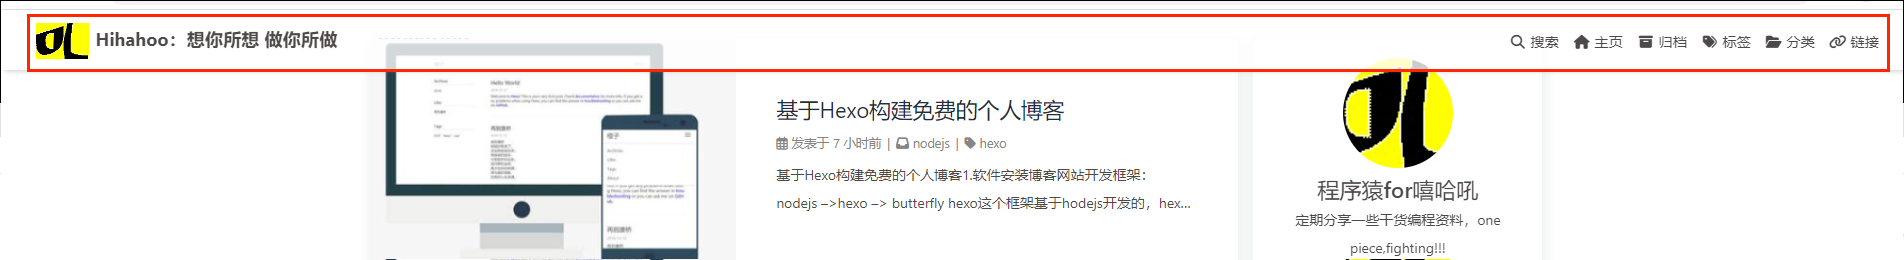 Hihahoo：想你所想 做你所做
搜索 主页 归档 标签 分类 链接
基于Hexo构建免费的个人博客
发表于 7 小时前 | nodejs | hexo
基于Hexo构建免费的个人博客1.软件安装博客网站开发框架：
nodejs –>hexo –> butterfly hexo这个框架基于hodejs开发的，hex...
程序猿for嘻哈吼
定期分享一些干货编程资料，one
piece,fighting!!!
Hello World